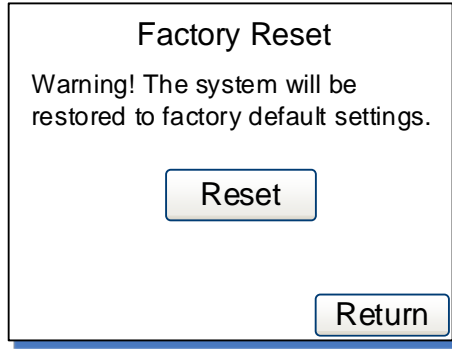 Factory Reset
Warning! The system will be
restored to factory default settings.
Reset
Return